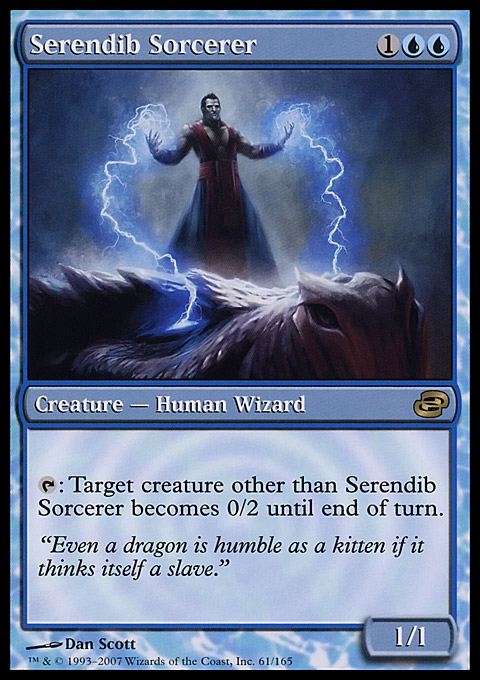 Serendib Sorcerer 1
Creature — Human Wizard
: Target creature other than Serendib
Sorcerer becomes 0/2 until end of turn.
“Even a dragon is humble as a kitten if it
thinks itself a slave.”
1/1
Dan Scott
™ & © 1993–2007 Wizards of the Coast, Inc. 61/165